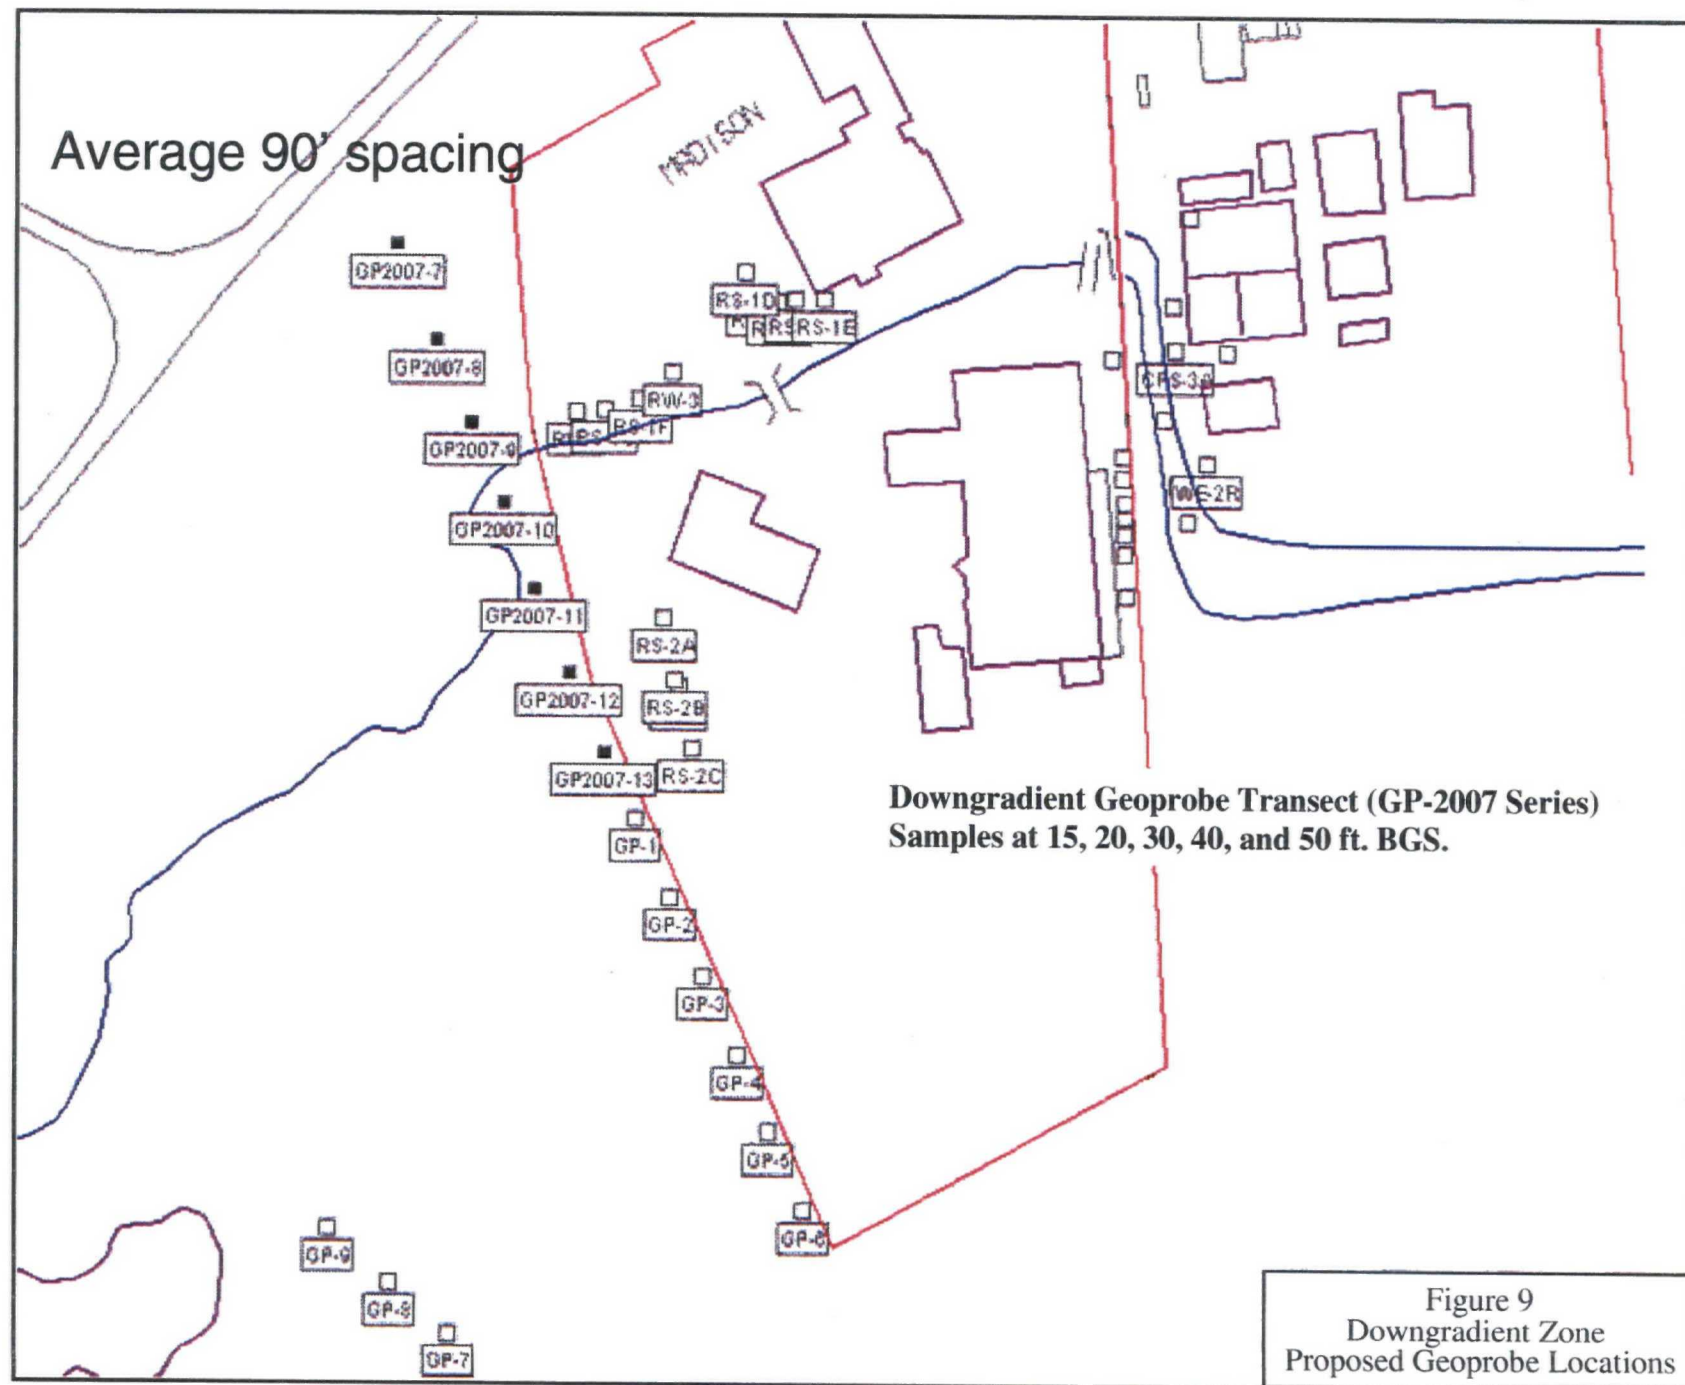 Average 90' spacing
MADISON
GP2007-7
RS-1D
RS-1E
GP2007-8
RW-3
RS-1F
GP2007-9
WE-2R
GP2007-10
GP2007-11
RS-2A
GP2007-12
RS-2B
GP2007-13
RS-2C
Downgradient Geoprobe Transect (GP-2007 Series)
Samples at 15, 20, 30, 40, and 50 ft. BGS.
GP-1
GP-2
GP-3
GP-4
GP-5
GP-6
GP-9
GP-8
GP-7
Figure 9
Downgradient Zone
Proposed Geoprobe Locations